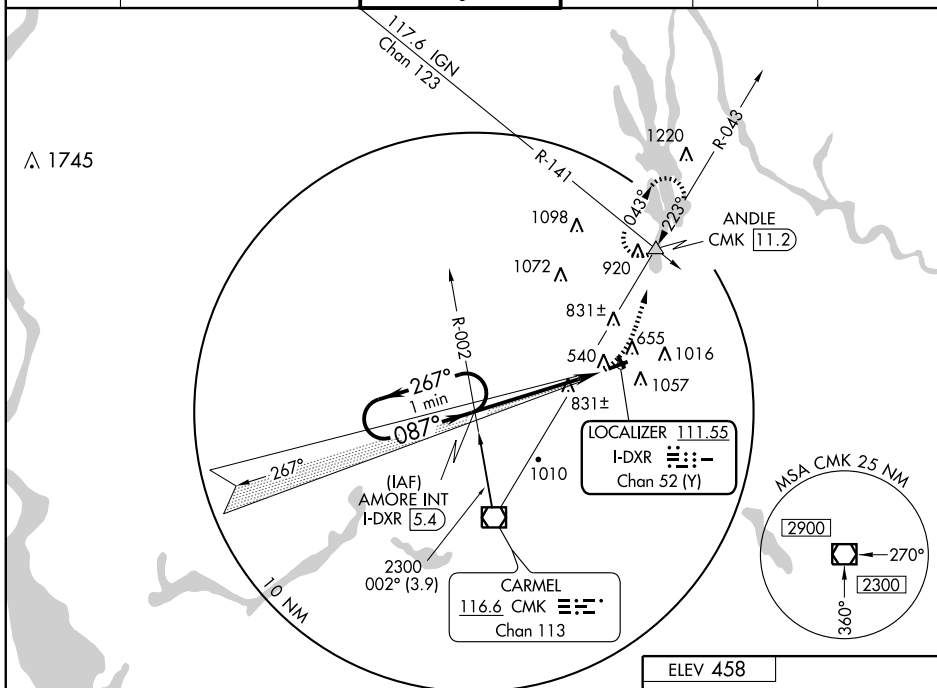 117.6 IGN
Chan 123
1745
R-141
1220
R-043
043°
223°
ANDLE
CMK 11.2
1098
920
1072
R-002
831±
655
540
1016
1057
267°
1 min
087°
831±
267°
LOCALIZER 111.55
I-DXR
Chan 52 (Y)
(IAF)
AMORE INT
I-DXR 5.4
1010
MSA CMK 25 NM
2900
270°
2300
360°
2300
002° (3.9)
10 NM
CARMEL
116.6 CMK
Chan 113
ELEV 458